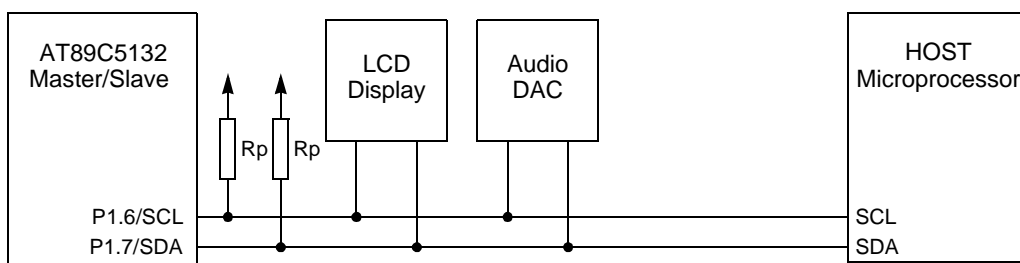 AT89C5132
Master/Slave
LCD
Display
Audio
DAC
HOST
Microprocessor
Rp
Rp
P1.6/SCL
SCL
P1.7/SDA
SDA